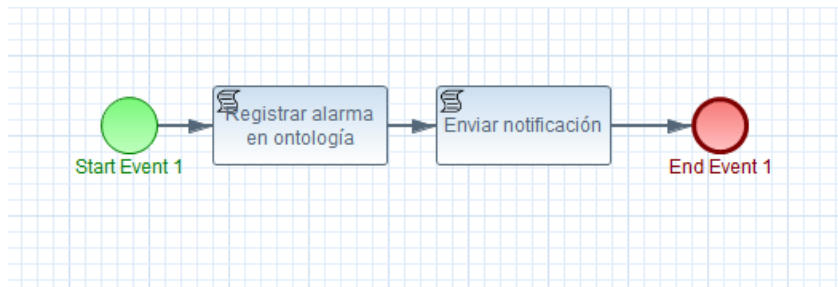 Registrar alarma
en ontología
Enviar notificación
Start Event 1
End Event 1